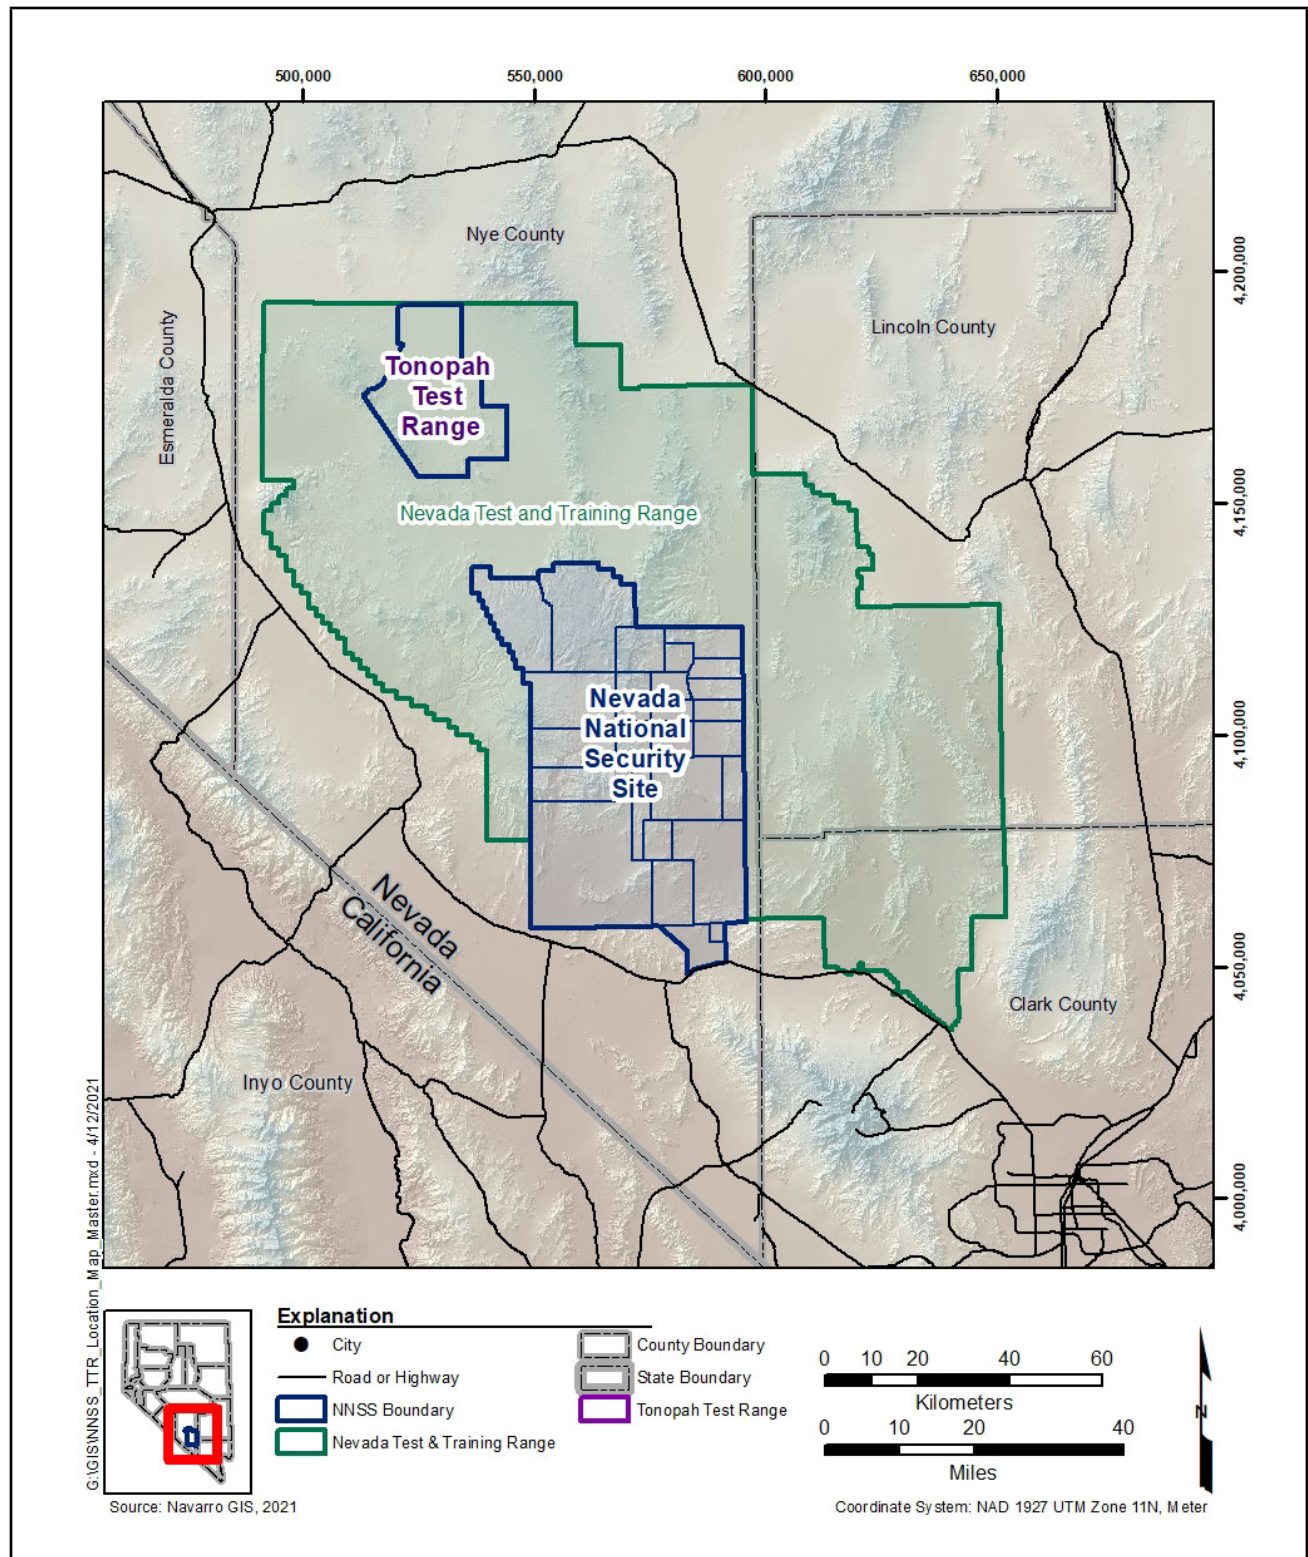 500,000 550,000 600,000 650,000
Nye County
Lincoln County
Esmeralda County
4,200,000
Tonopah
Test
Range
Nevada Test and Training Range
4,150,000
Nevada
National
Security
Site
4,100,000
Nevada
California
4,050,000
Clark County
Inyo County
4,000,000
G:\GIS\NNSS_TTR_Location_Map_Master.mxd - 4/12/2021
Explanation
City
Road or Highway
NNSS Boundary
Nevada Test & Training Range
County Boundary
State Boundary
Tonopah Test Range
0 10 20 40 60
Kilometers
0 10 20 40
Miles
N
Source: Navarro GIS, 2021
Coordinate System: NAD 1927 UTM Zone 11N, Meter